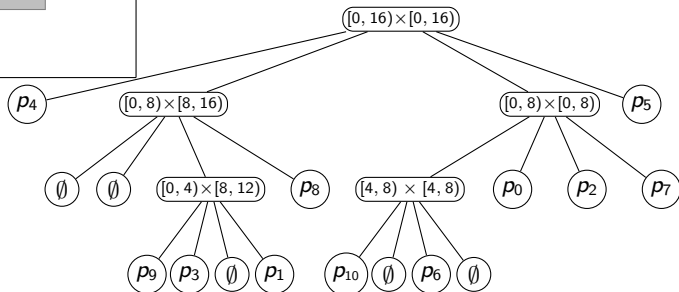 [0, 16)×[0, 16)
p4 [0, 8)×[8, 16) [0, 8)×[0, 8) p5
∅ ∅ [0, 4)×[8, 12) p8 [4, 8) × [4, 8) p0 p2 p7
p9 p3 ∅ p1 p10 ∅ p6 ∅